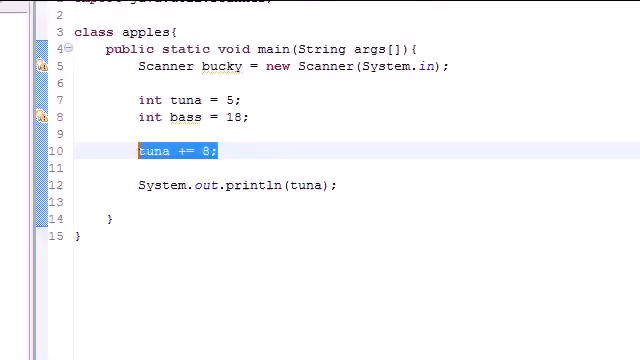 2
3 class apples{
4 public static void main(String args[]){
5 Scanner bucky = new Scanner(System.in);
6
7 int tuna = 5;
8 int bass = 18;
9
10 tuna += 8;
11
12 System.out.println(tuna);
13
14 }
15 }